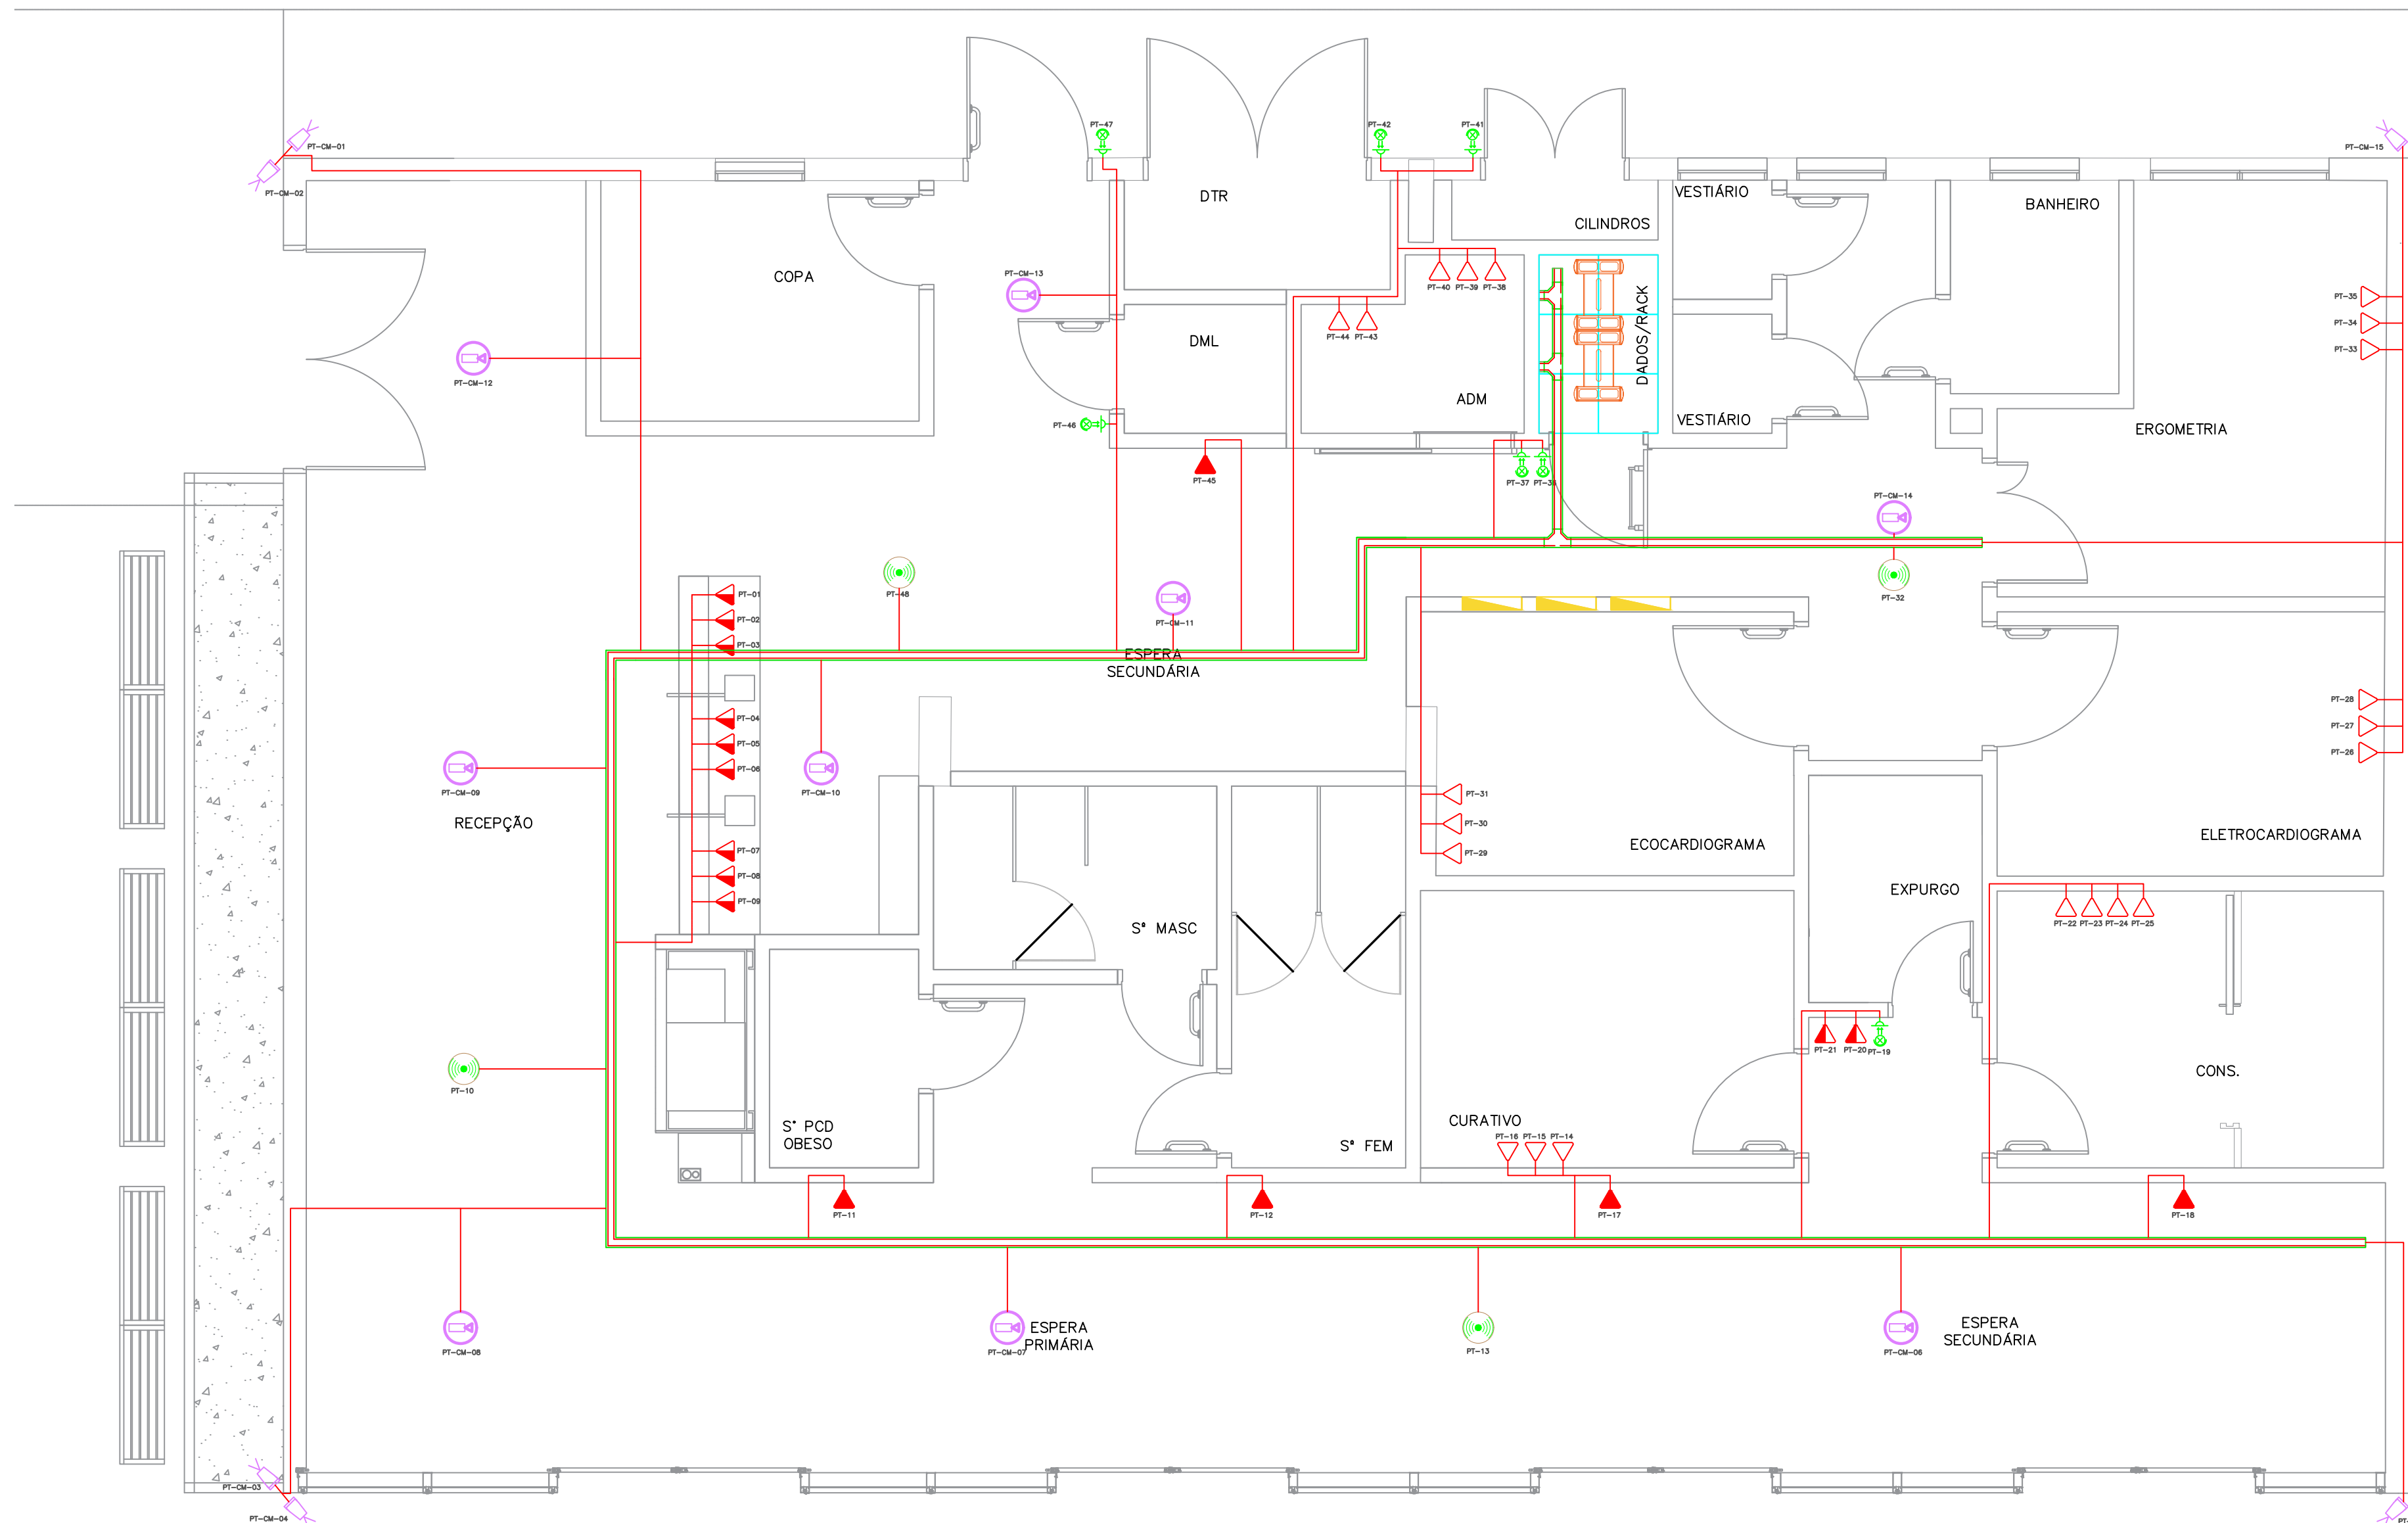 PT-47
PT-42
PT-41
PT-CM-01
PT-CM-15
PT-CM-02
DTR
VESTIÁRIO
BANHEIRO
CILINDROS
COPA
PT-CM-13
PT-40
PT-39
PT-38
PT-35
PT-34
PT-33
PT-44
PT-43
DML
DADOS/RACK
PT-CM-12
ADM
PT-46
VESTIÁRIO
ERGOMETRIA
PT-45
PT-37
PT-CM-14
PT-48
PT-32
PT-01
PT-02
PT-03
PT-CM-11
ESPERA
SECUNDÁRIA
PT-28
PT-27
PT-26
PT-04
PT-05
PT-06
PT-CM-09
PT-CM-10
RECEPÇÃO
PT-31
PT-30
PT-29
ECOCARDIOGRAMA
ELETROCARDIOGRAMA
PT-07
PT-08
PT-09
EXPURGO
Sº MASC
PT-22
PT-23
PT-24
PT-25
PT-21
PT-20
PT-19
CONS.
PT-10
S° PCD
OBESO
Sº FEM
CURATIVO
PT-16
PT-15
PT-14
PT-11
PT-12
PT-17
PT-18
PT-CM-08
PT-CM-07
ESPERA
PRIMÁRIA
PT-13
PT-CM-06
ESPERA
SECUNDÁRIA
PT-CM-03
PT-CM-04